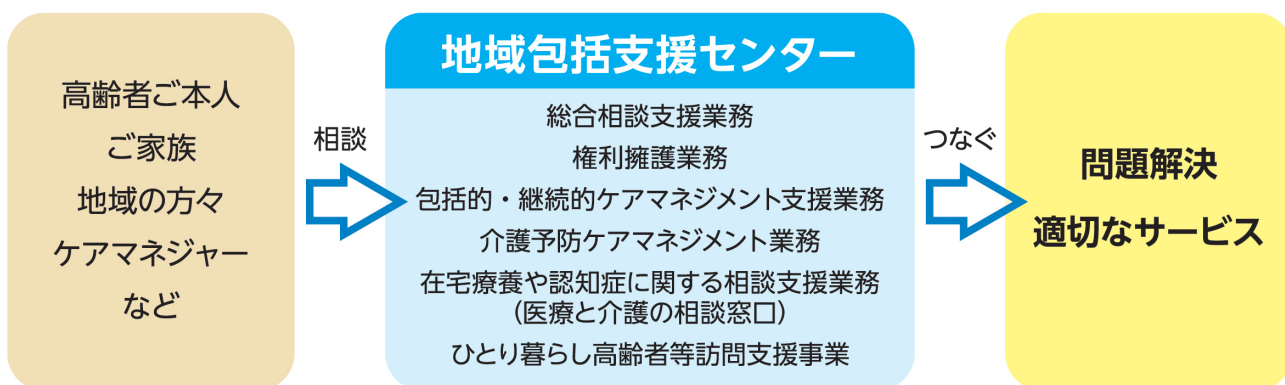 高齢者ご本人
ご家族
地域の方々
ケアマネジャー
など
相談
地域包括支援センター
総合相談支援業務
権利擁護業務
包括的・継続的ケアマネジメント支援業務
介護予防ケアマネジメント業務
在宅療養や認知症に関する相談支援業務
（医療と介護の相談窓口）
ひとり暮らし高齢者等訪問支援事業
つなぐ
問題解決
適切なサービス